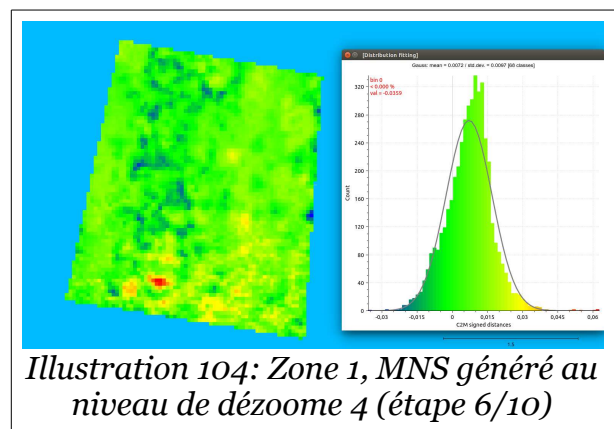 [Distribution fitting]
Gauss: mean = 0.0072 / std.dev. = 0.0097 [66 classes]
bin 0
< 0.000 %
val = -0.0359
320
280
240
200
160
120
80
40
0
Count
-0,03
-0,015
0
0,015
0,03
0,045
0,06
C2M signed distances
Illustration 104: Zone 1, MNS généré au
niveau de dézoome 4 (étape 6/10)